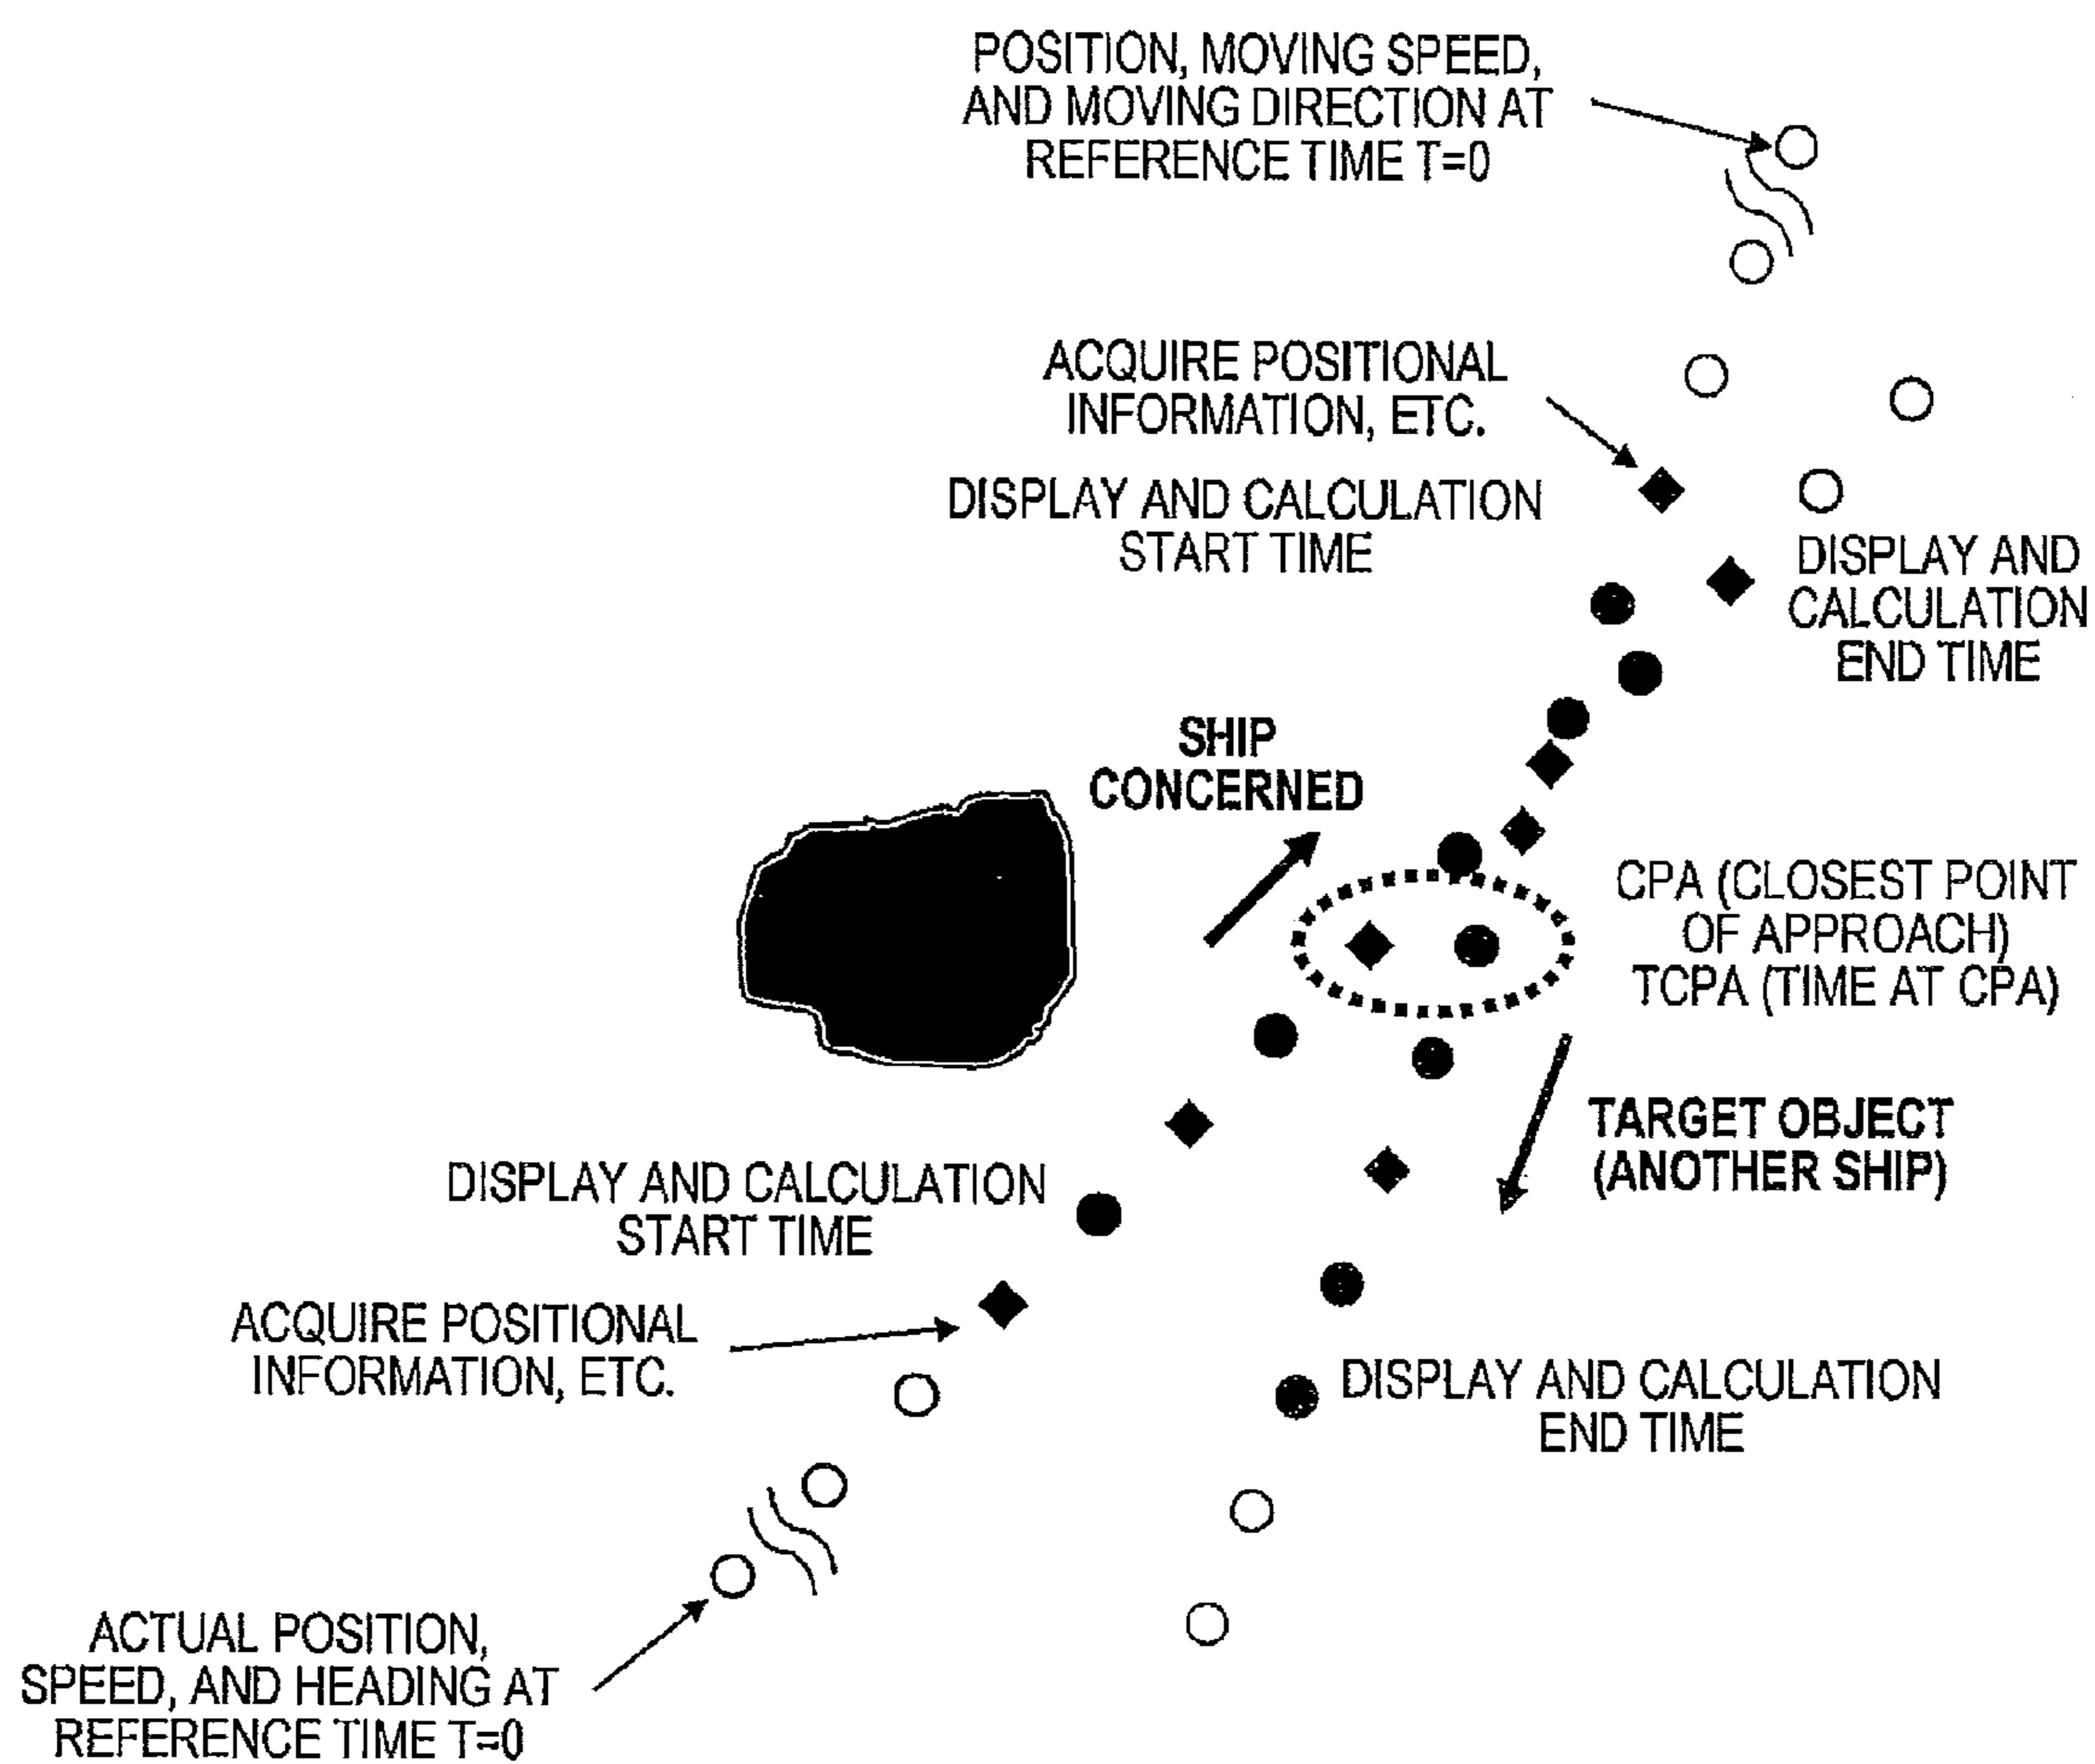 POSITION, MOVING SPEED,
AND MOVING DIRECTION AT
REFERENCE TIME T=0
ACQUIRE POSITIONAL
INFORMATION, ETC.
DISPLAY AND CALCULATION
START TIME
DISPLAY AND
CALCULATION
END TIME
SHIP
CONCERNED
CPA (CLOSEST POINT
OF APPROACH)
TCPA (TIME AT CPA)
TARGET OBJECT
(ANOTHER SHIP)
DISPLAY AND CALCULATION
START TIME
ACQUIRE POSITIONAL
INFORMATION, ETC.
DISPLAY AND CALCULATION
END TIME
ACTUAL POSITION,
SPEED, AND HEADING AT
REFERENCE TIME T=0